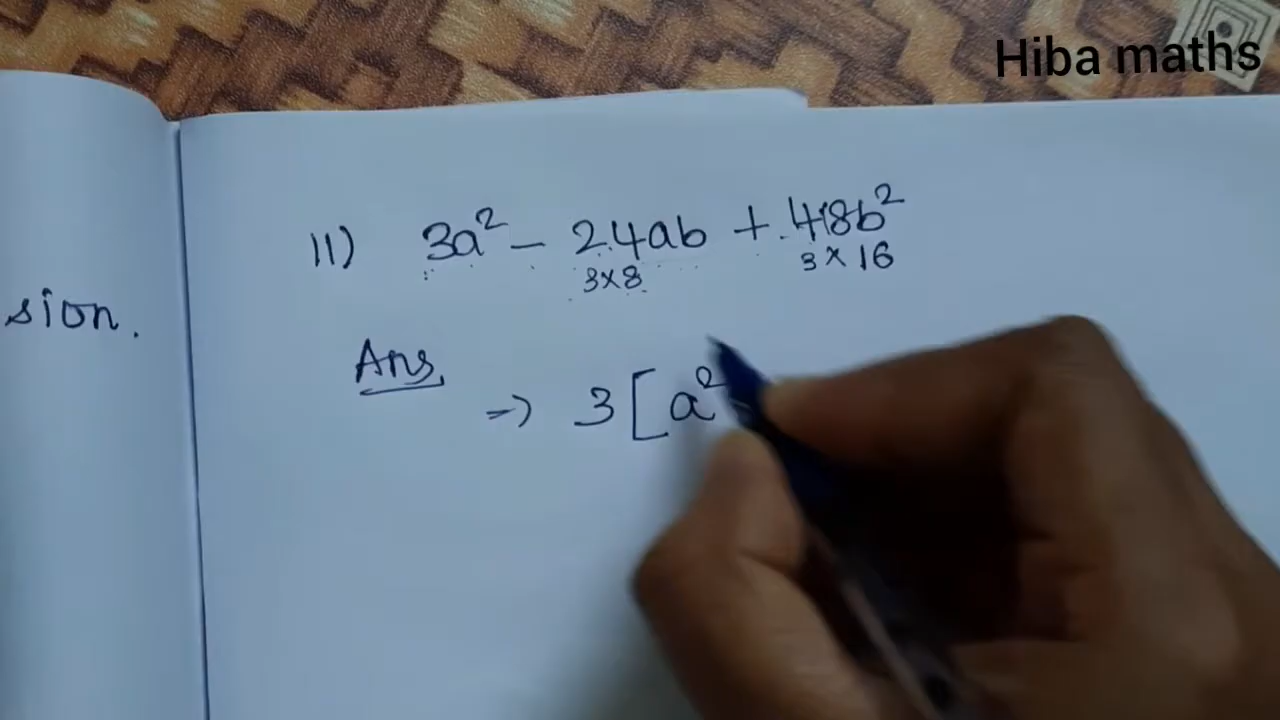 Hiba maths
11) 3a² - 24ab + 48b²
3×8 3×16
sion.
Ans
⇒ 3[a²